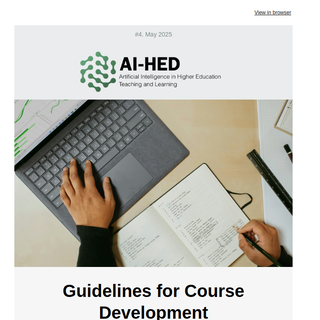 View in browser
#4. May 2025
AI-HED
Artificial Intelligence in Higher Education
Teaching and Learning
Guidelines for Course
Development